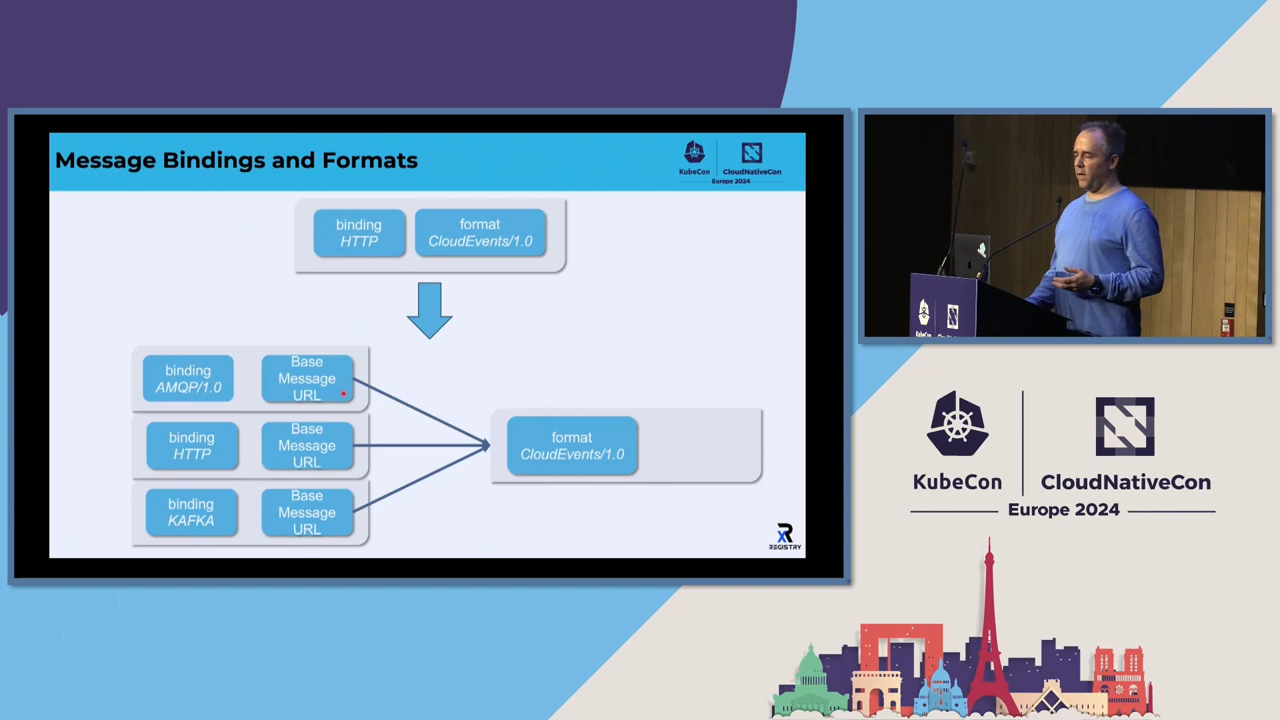 Message Bindings and Formats
KubeCon
CloudNativeCon
Europe 2024
binding
HTTP
format
CloudEvents/1.0
binding
AMQP/1.0
Base
Message
URL
binding
HTTP
Base
Message
URL
binding
KAFKA
Base
Message
URL
format
CloudEvents/1.0
xR
REGISTRY
KubeCon
CloudNativeCon
Europe 2024